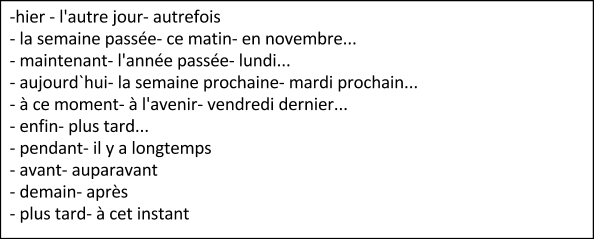 -hier - l'autre jour- autrefois
- la semaine passée- ce matin- en novembre...
- maintenant- l'année passée- lundi...
- aujourd`hui- la semaine prochaine- mardi prochain...
- à ce moment- à l'avenir- vendredi dernier...
- enfin- plus tard...
- pendant- il y a longtemps
- avant- auparavant
- demain- après
- plus tard- à cet instant